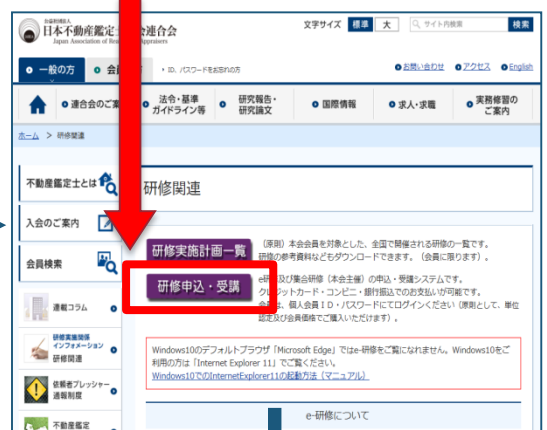 公益社団法人
日本不動産鑑定士 会連合会
Japan Association of Re Appraisers
文字サイズ 標準 大 サイト内検索 検索
一般の方 会員 ID、パスワードをお忘れの方 お問い合わせ アクセス English
連合会のご案 法令・基準 ガイドライン等 研究報告・研究論文 国際情報 求人・求職 実務修習のご案内
ホーム > 研修関連
不動産鑑定士とは
研修関連
入会のご案内
会員検索
研修実施計画一覧
(原則)本会会員を対象とした、全国で開催される研修の一覧です。
研修の参考資料などもダウンロードできます。(会員に限ります)。
研修申込・受講
e-研 及び集合研修(本会主催)の申込・受講システムです。
クレジットカード・コンビニ・銀行振込でのお支払いが可能です。
会員は、個人会員ID・パスワードにてログインください(原則として、単位
認定及び会員価格でご購入いただけます)。
連載コラム
研修実施関係
インフォメーション
研修関連
Windows10のデフォルトブラウザ「Microsoft Edge」ではe-研修をご覧になれません。Windows10をご
利用の方は「Internet Explorer 11」でご覧ください。
Windows10でのInternetExplorer11の起動方法(マニュアル)
依頼者プレッシャー
通報制度
e-研修について
不動産鑑定